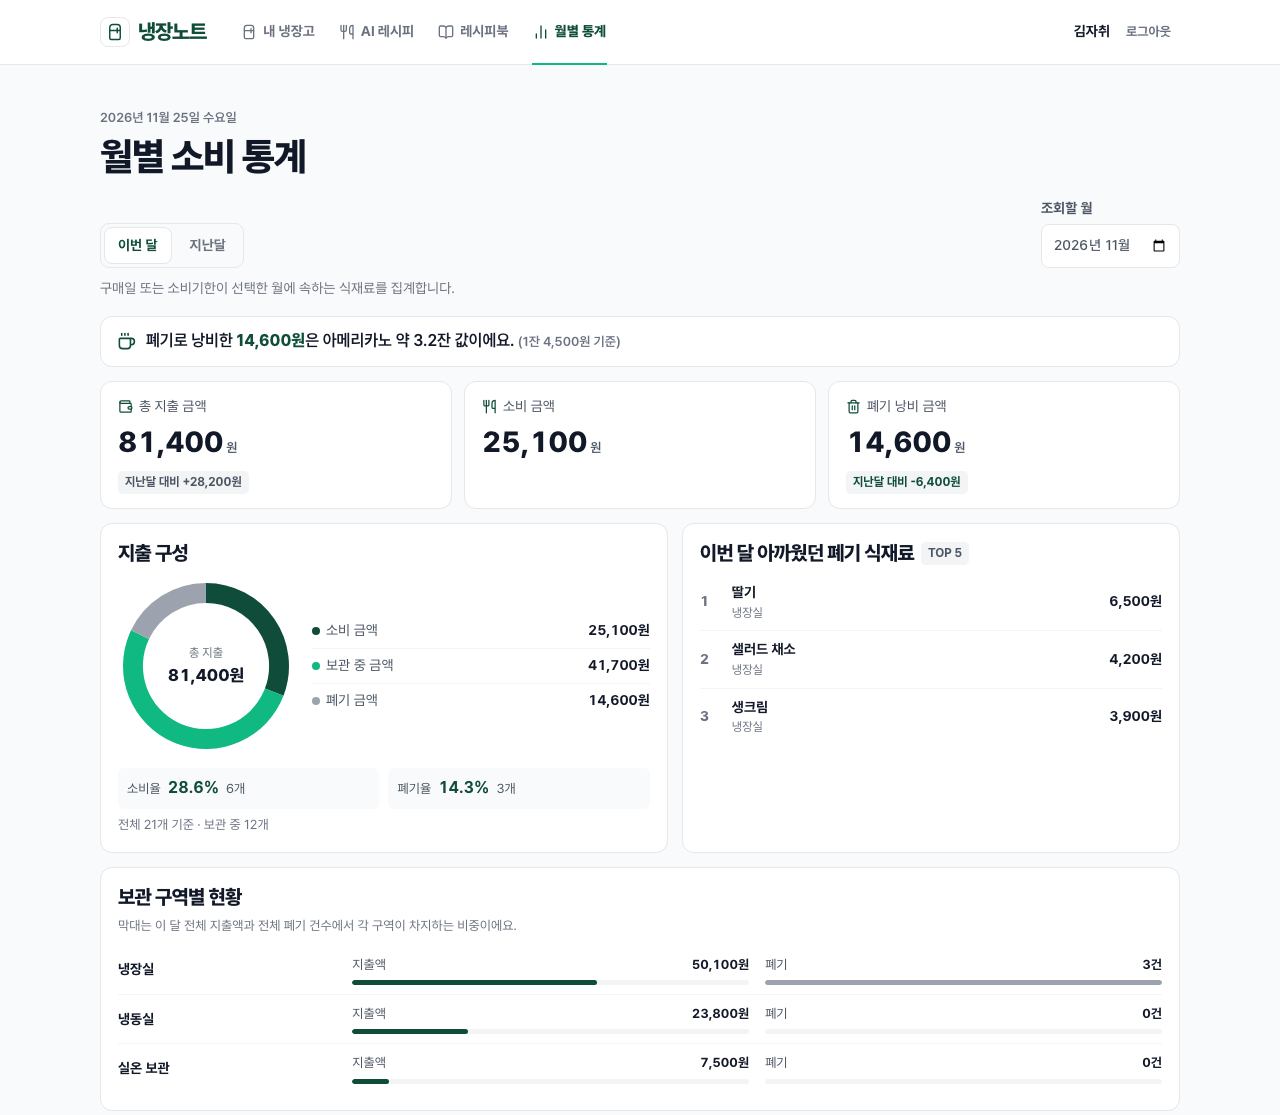 냉장노트
내 냉장고
AI 레시피
레시피북
월별 통계
김자취
로그아웃
2026년 11월 25일 수요일
월별 소비 통계
조회할 월
이번 달
지난달
2026년 11월
구매일 또는 소비기한이 선택한 월에 속하는 식재료를 집계합니다.
폐기로 낭비한 14,600원은 아메리카노 약 3.2잔 값이에요. (1잔 4,500원 기준)
총 지출 금액
81,400 원
지난달 대비 +28,200원
소비 금액
25,100 원
폐기 낭비 금액
14,600 원
지난달 대비 -6,400원
지출 구성
총 지출
81,400원
소비 금액 25,100원
보관 중 금액 41,700원
폐기 금액 14,600원
소비율 28.6% 6개
폐기율 14.3% 3개
전체 21개 기준 · 보관 중 12개
이번 달 아까웠던 폐기 식재료 TOP 5
1 딸기 6,500원
냉장실
2 샐러드 채소 4,200원
냉장실
3 생크림 3,900원
냉장실
보관 구역별 현황
막대는 이 달 전체 지출액과 전체 폐기 건수에서 각 구역이 차지하는 비중이에요.
냉장실 지출액 50,100원 폐기 3건
냉동실 지출액 23,800원 폐기 0건
실온 보관 지출액 7,500원 폐기 0건